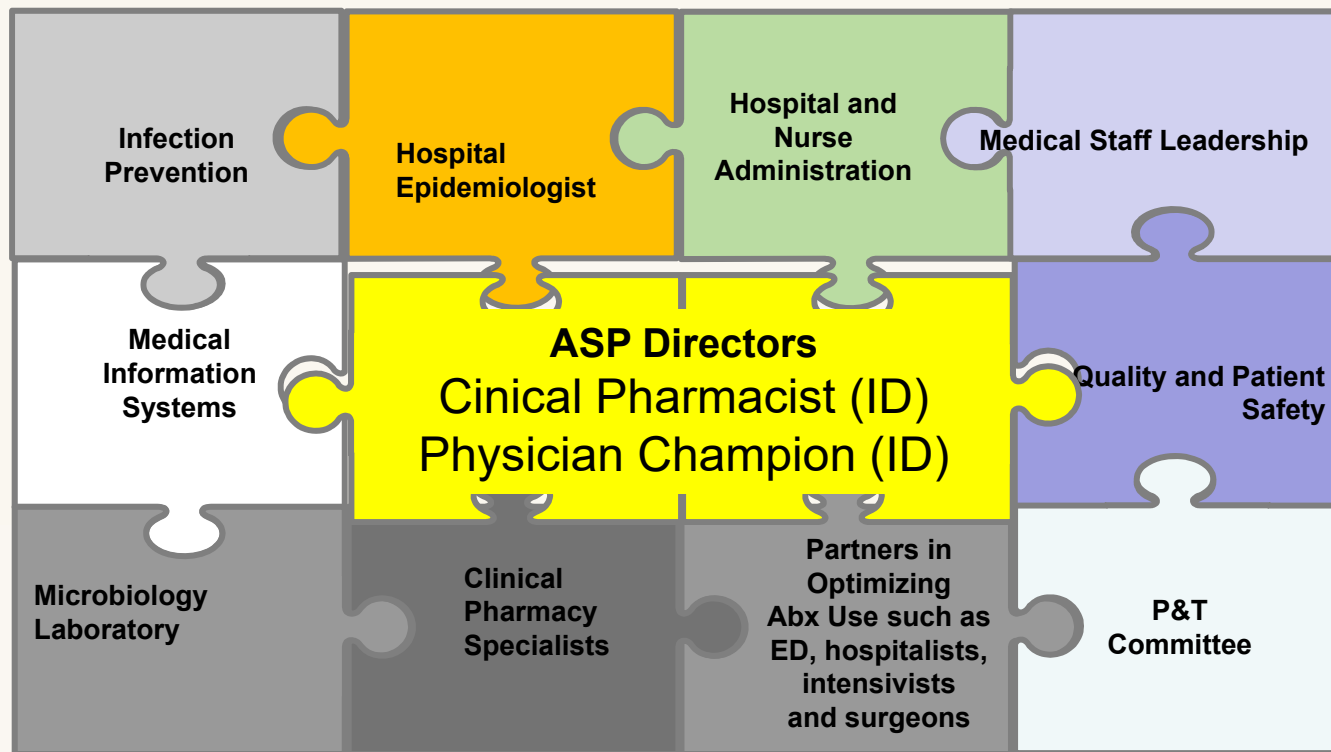 Infection
Prevention
Hospital
Epidemiologist
Hospital and
Nurse
Administration
Medical Staff Leadership
Medical
Information
Systems
ASP Directors
Cinical Pharmacist (ID)
Physician Champion (ID)
Quality and Patient
Safety
Microbiology
Laboratory
Clinical
Pharmacy
Specialists
Partners in
Optimizing
Abx Use such as
ED, hospitalists,
intensivists
and surgeons
P&T
Committee